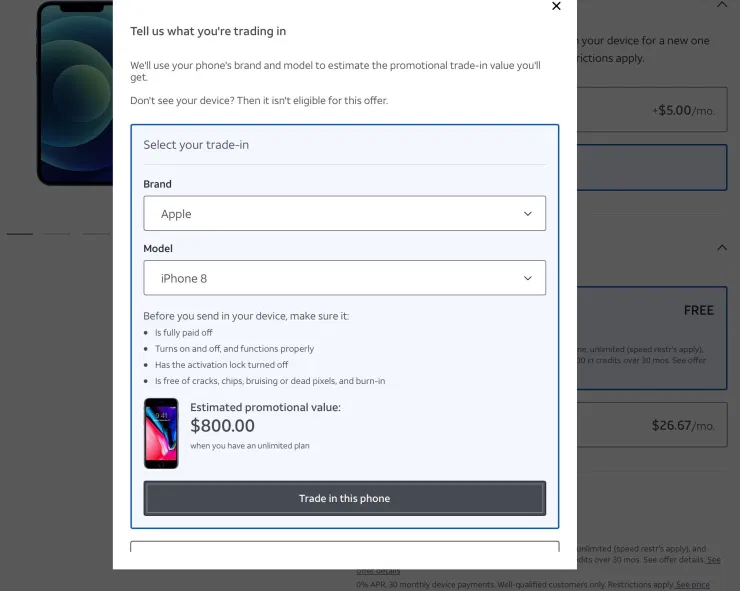 Tell us what you're trading in
We'll use your phone's brand and model to estimate the promotional trade-in value you'll
get.
Don't see your device? Then it isn't eligible for this offer.
Select your trade-in
Brand
Apple
Model
iPhone 8
Before you send in your device, make sure it:
Is fully paid off
Turns on and off, and functions properly
Has the activation lock turned off
Is free of cracks, chips, bruising or dead pixels, and burn-in
9:41
Estimated promotional value:
$800.00
when you have an unlimited plan
Trade in this phone
your device for a new one
rictions apply.
+$5.00/mo.
FREE
ne, unlimited (speed restr's apply),
00 in credits over 30 mos. See offer
$26.67/mo.
unlimited (speed restr's apply), and
dits over 30 mos. See offer details. See
offer details
0% APR, 30 monthly device payments. Well-qualified customers only. Restrictions apply. See price